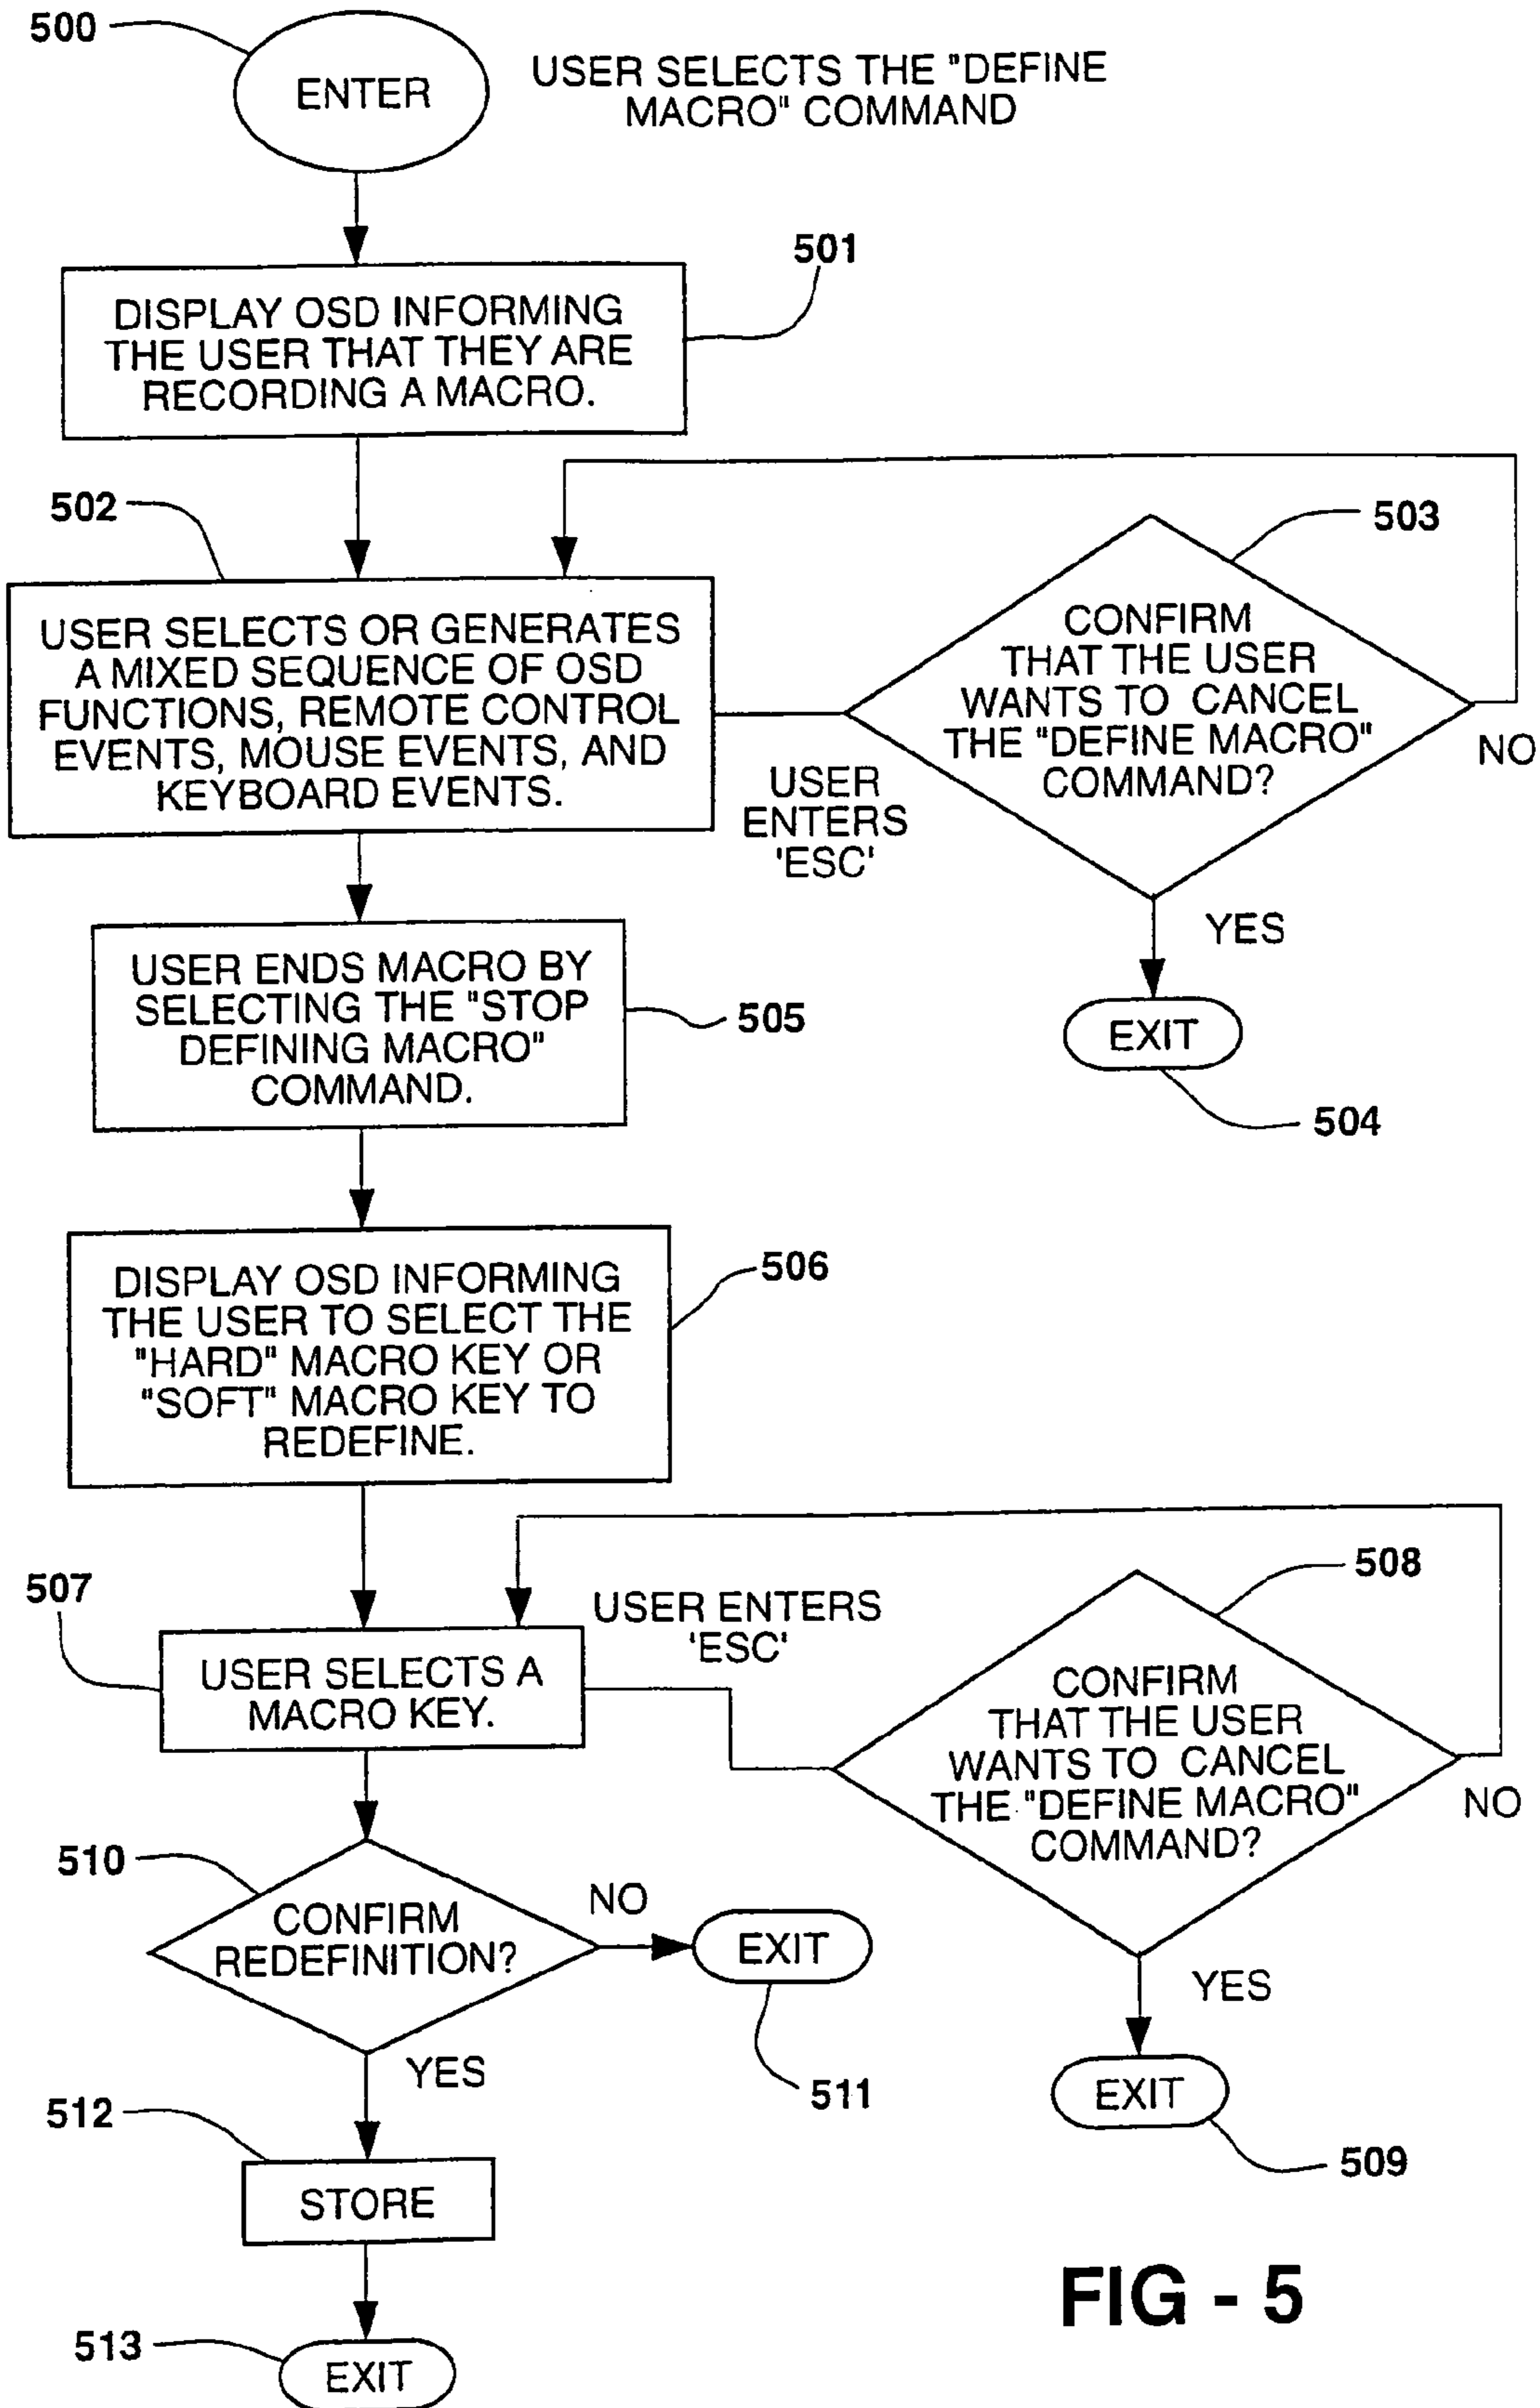 500
ENTER
USER SELECTS THE "DEFINE
MACRO" COMMAND
501
DISPLAY OSD INFORMING
THE USER THAT THEY ARE
RECORDING A MACRO.
502
503
USER SELECTS OR GENERATES
A MIXED SEQUENCE OF OSD
FUNCTIONS, REMOTE CONTROL
EVENTS, MOUSE EVENTS, AND
KEYBOARD EVENTS.
USER
ENTERS
'ESC'
CONFIRM
THAT THE USER
WANTS TO CANCEL
THE "DEFINE MACRO"
COMMAND?
NO
YES
EXIT
504
USER ENDS MACRO BY
SELECTING THE "STOP
DEFINING MACRO"
COMMAND.
505
DISPLAY OSD INFORMING
THE USER TO SELECT THE
"HARD" MACRO KEY OR
"SOFT" MACRO KEY TO
REDEFINE.
506
507
USER SELECTS A
MACRO KEY.
USER ENTERS
'ESC'
508
CONFIRM
THAT THE USER
WANTS TO CANCEL
THE "DEFINE MACRO"
COMMAND?
NO
YES
EXIT
509
510
CONFIRM
REDEFINITION?
NO
EXIT
511
YES
512
STORE
513
EXIT
FIG - 5